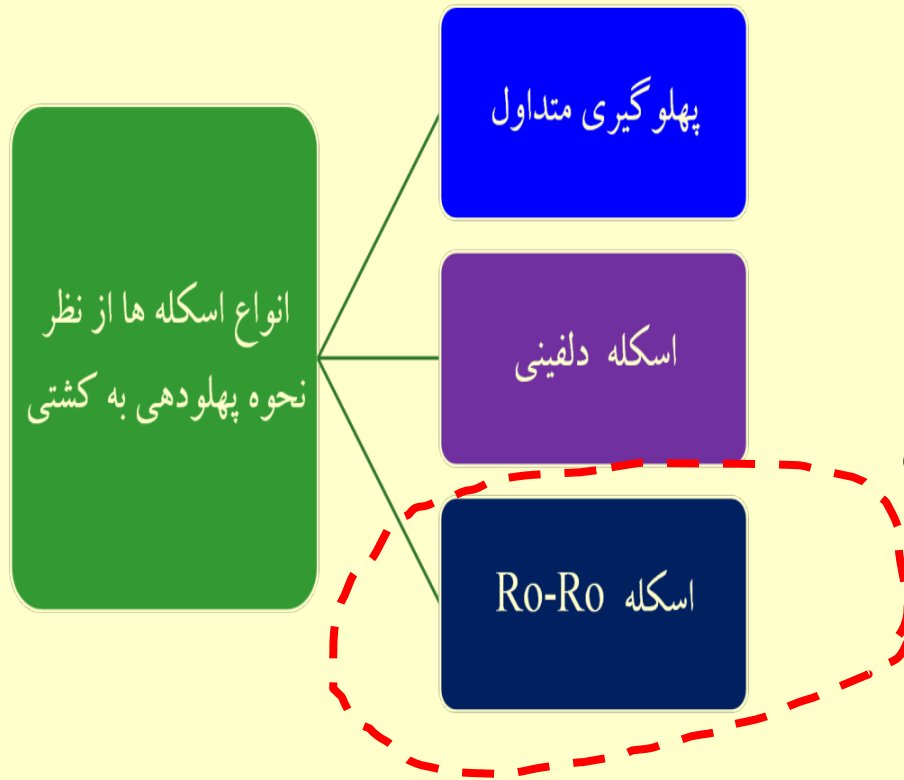 انواع اسکله ها از نظر
نحوه پهلودهی به کشتی
پهلو گیری متداول
اسکله دلفینی
اسکله Ro-Ro